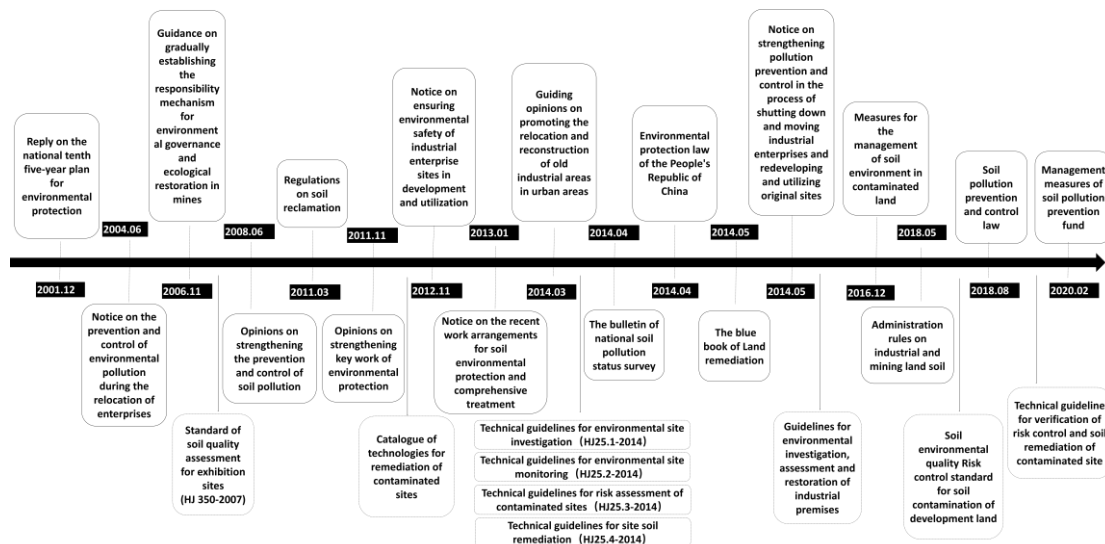 Reply on the
national tenth
five-year plan
for
environmental
protection
Guidance on
gradually
establishing
the
responsibility
mechanism
for
environment
al governance
and
ecological
restoration in
mines
Regulations
on soil
reclamation
Notice on
ensuring
environmental
safety of
industrial
enterprise
sites in
development
and utilization
Guiding
opinions on
promoting the
relocation and
reconstruction
of old
industrial
areas in
urban areas
Environmental
protection law
of the People's
Republic of
China
Notice on
strengthening
pollution
prevention and
control in the
process of
shutting down
and moving
industrial
enterprises and
redeveloping
and utilizing
original sites
Measures for
the
management
of soil
environment in
contaminated
land
Soil
pollution
prevention
and control
law
Management
measures of
soil pollution
prevention
fund
2004.06
2008.06
2011.11
2013.01
2014.04
2014.05
2018.05
2001.12
2006.11
2011.03
2012.11
2014.03
2014.04
2014.05
2016.12
2018.08
2020.02
Notice on the
prevention and
control of
environmental
pollution
during the
relocation of
enterprises
Standard of
soil quality
assessment
for
exhibition
sites
(HJ 350-2007)
Opinions on
strengthening
the prevention
and control of
soil pollution
Opinions on
strengthening
key work of
environmental
protection
Catalogue of
technologies for
remediation of
contaminated
sites
Notice on the recent
work arrangements
for soil
environmental
protection and
comprehensive
treatment
Technical guidelines for environmental site
investigation （HJ25.1-2014）
Technical guidelines for environmental site
monitoring （HJ25.2-2014）
Technical guidelines for risk assessment of
contaminated sites （HJ25.3-2014）
Technical guidelines for site soil
remediation （HJ25.4-2014）
The bulletin of
national soil
pollution
status survey
The blue
book of Land
remediation
Guidelines for
environmental
investigation,
assessment and
restoration of
industrial
premises
Administration
rules on
industrial and
mining land soil
Soil
environmental
quality Risk
control standard
for soil
contamination of
development land
Technical guideline
for verification of
risk control and soil
remediation of
contaminated site